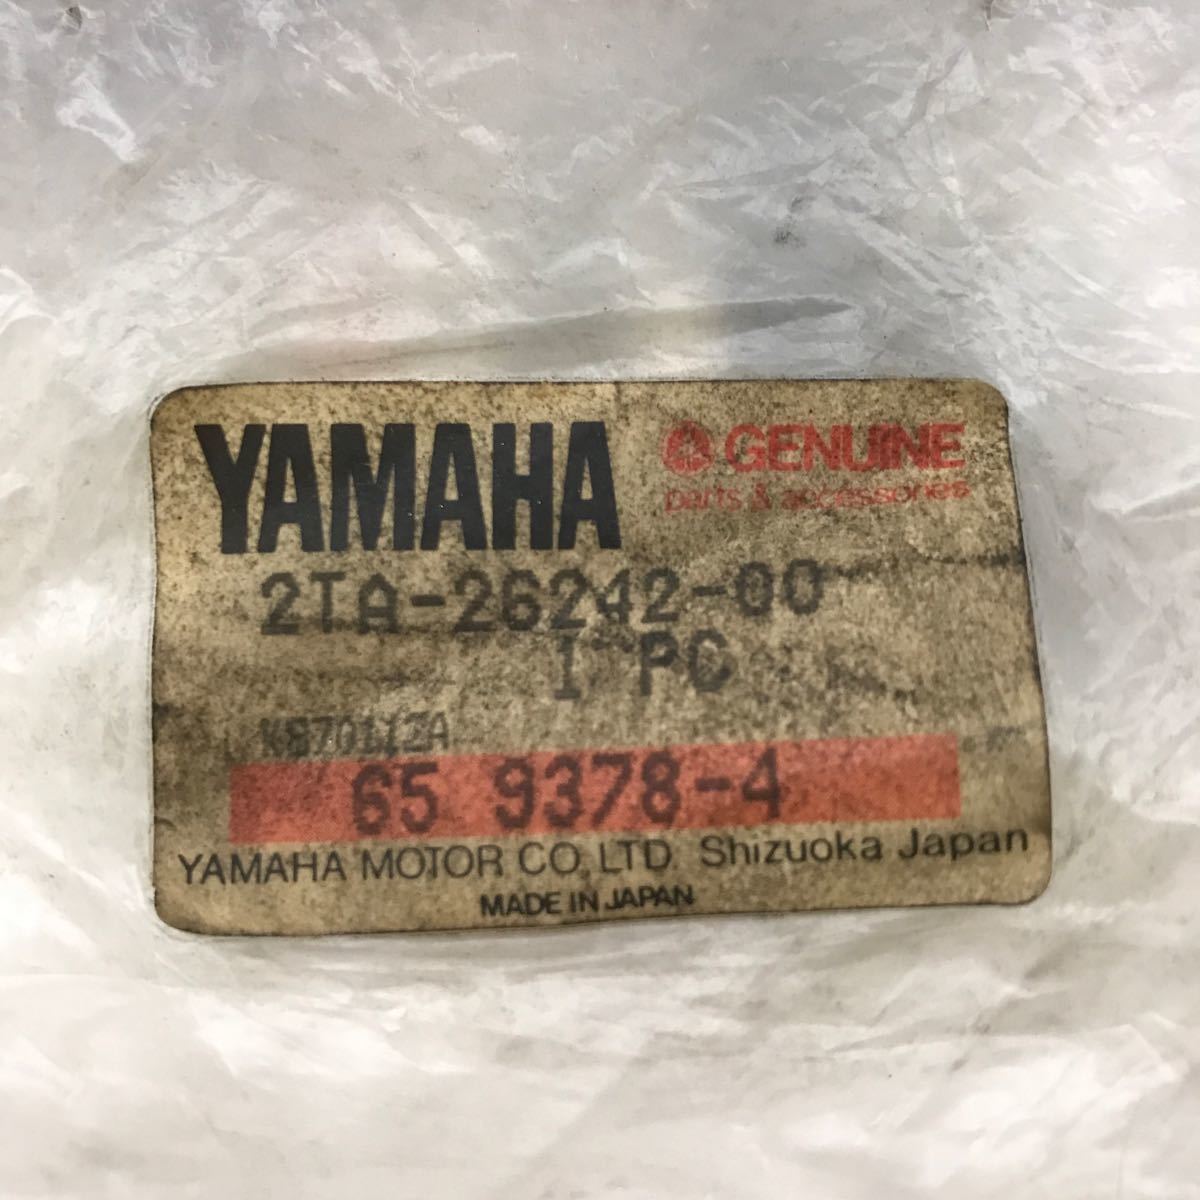 YAMAHA
GENUINE
parts & accessories
2TA-26242-00
1 PC
K87011ZA
65 9378-4
YAMAHA MOTOR CO., LTD. Shizuoka Japan
MADE IN JAPAN